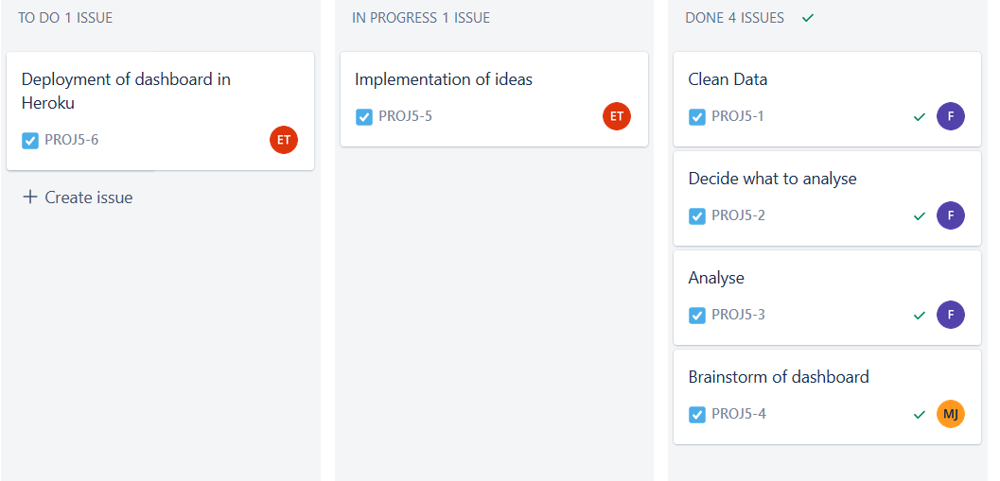 TO DO 1 ISSUE
Deployment of dashboard in
Heroku
PROJ5-6
ET
Create issue
IN PROGRESS 1 ISSUE
Implementation of ideas
PROJ5-5
ET
DONE 4 ISSUES
Clean Data
PROJ5-1
F
Decide what to analyse
PROJ5-2
F
Analyse
PROJ5-3
F
Brainstorm of dashboard
PROJ5-4
MJ